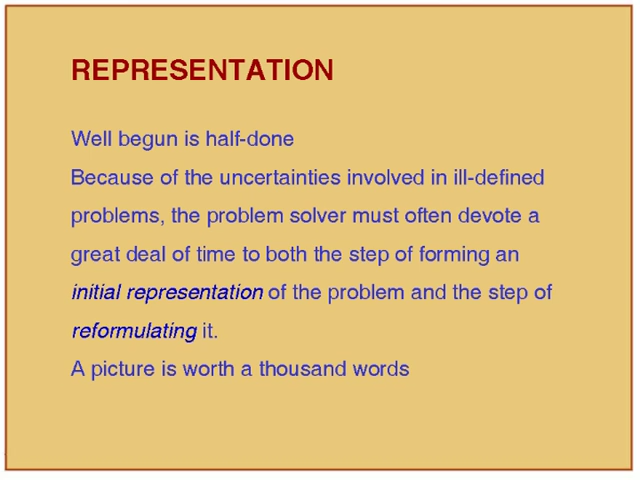 REPRESENTATION
Well begun is half-done
Because of the uncertainties involved in ill-defined
problems, the problem solver must often devote a
great deal of time to both the step of forming an
initial representation of the problem and the step of
reformulating it.
A picture is worth a thousand words